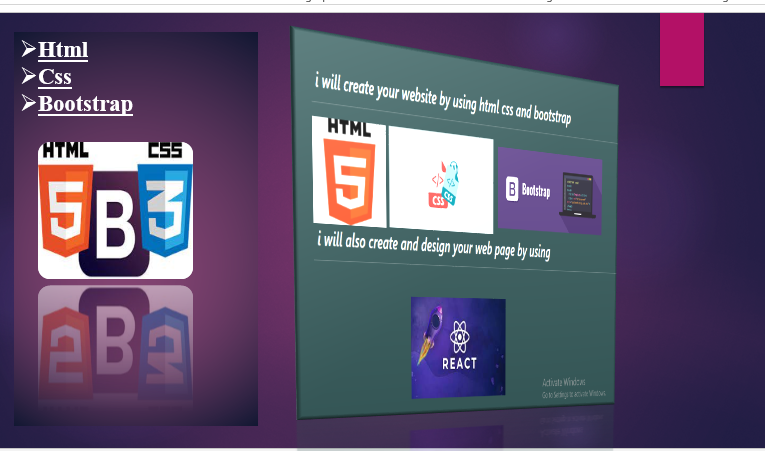 Html
Css
Bootstrap
HTML CSS
5 B 3
i will create your website by using html css and bootstrap
HTML
5
CSS
B Bootstrap
i will also create and design your web page by using
REACT
Activate Windows
Go to Settings to activate Windows.